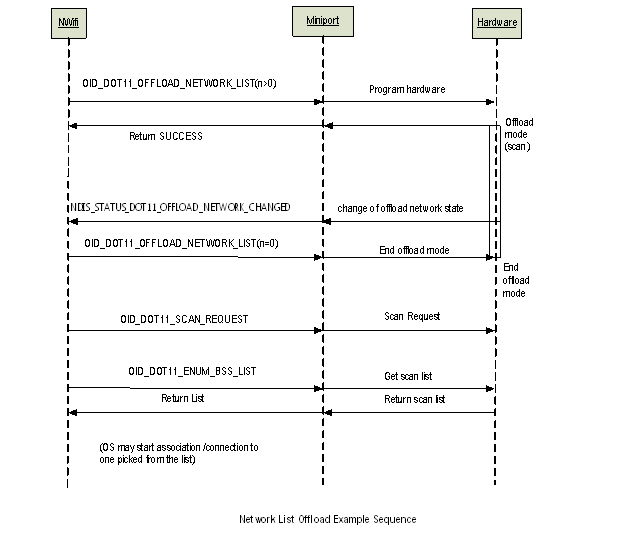 NWifi
Miniport
Hardware
OID_DOT11_OFFLOAD_NETWORK_LIST(n>0)
Program hardware
Return SUCCESS
Offload
mode
(scan)
NDIS_STATUS_DOT11_OFFLOAD_NETWORK_CHANGED
change of offload network state
OID_DOT11_OFFLOAD_NETWORK_LIST(n=0)
End offload mode
End
offload
mode
OID_DOT11_SCAN_REQUEST
Scan Request
OID_DOT11_ENUM_BSS_LIST
Get scan list
Return List
Return scan list
(OS may start association/connection to
one picked from the list)
Network List Offload Example Sequence